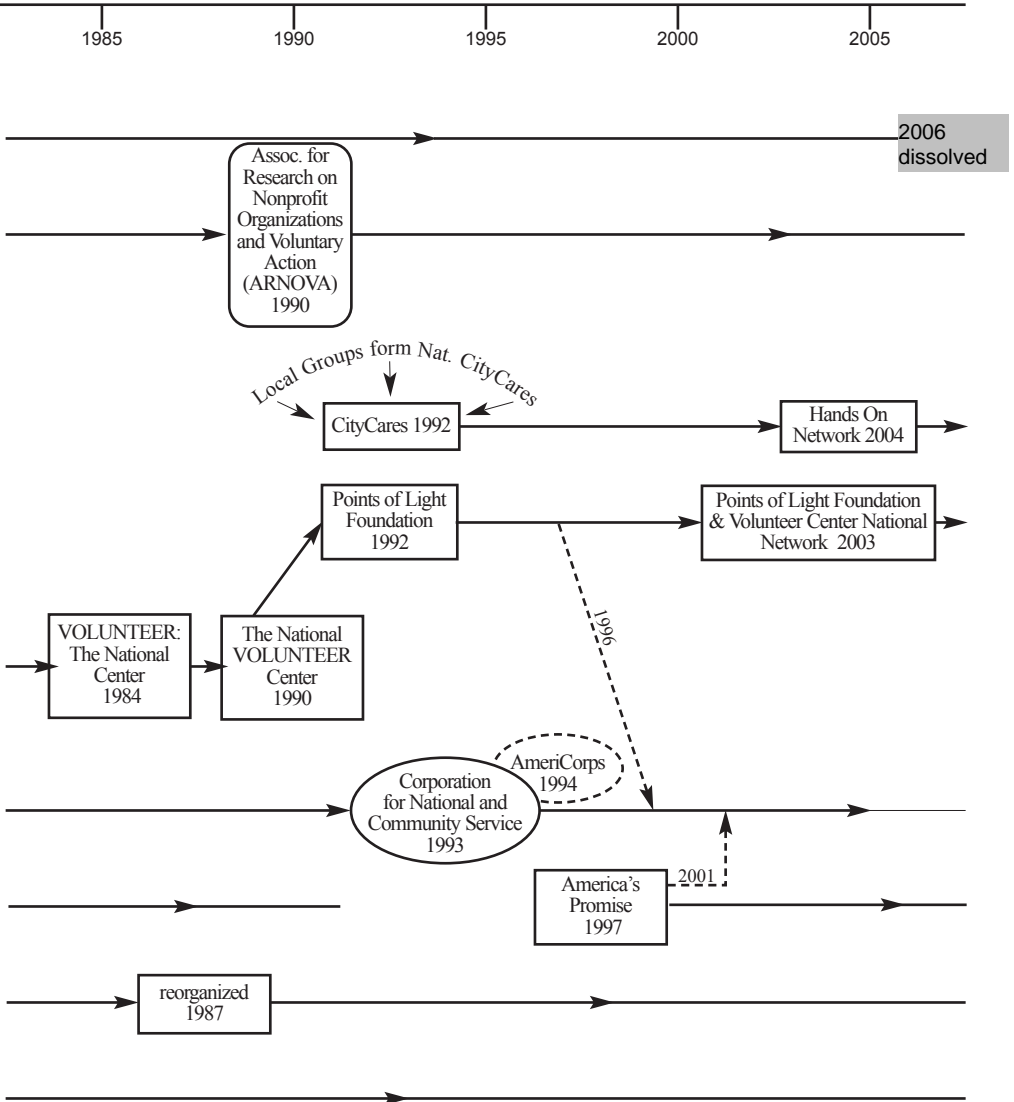 1985
1990
1995
2000
2005
2006
dissolved
Assoc. for
Research on
Nonprofit
Organizations
and Voluntary
Action
(ARNOVA)
1990
Local Groups form Nat. CityCares
CityCares 1992
Hands On
Network 2004
Points of Light
Foundation
1992
Points of Light Foundation
& Volunteer Center National
Network 2003
1996
VOLUNTEER:
The National
Center
1984
The National
VOLUNTEER
Center
1990
AmeriCorps
1994
Corporation
for National and
Community Service
1993
America's
Promise
1997
2001
reorganized
1987